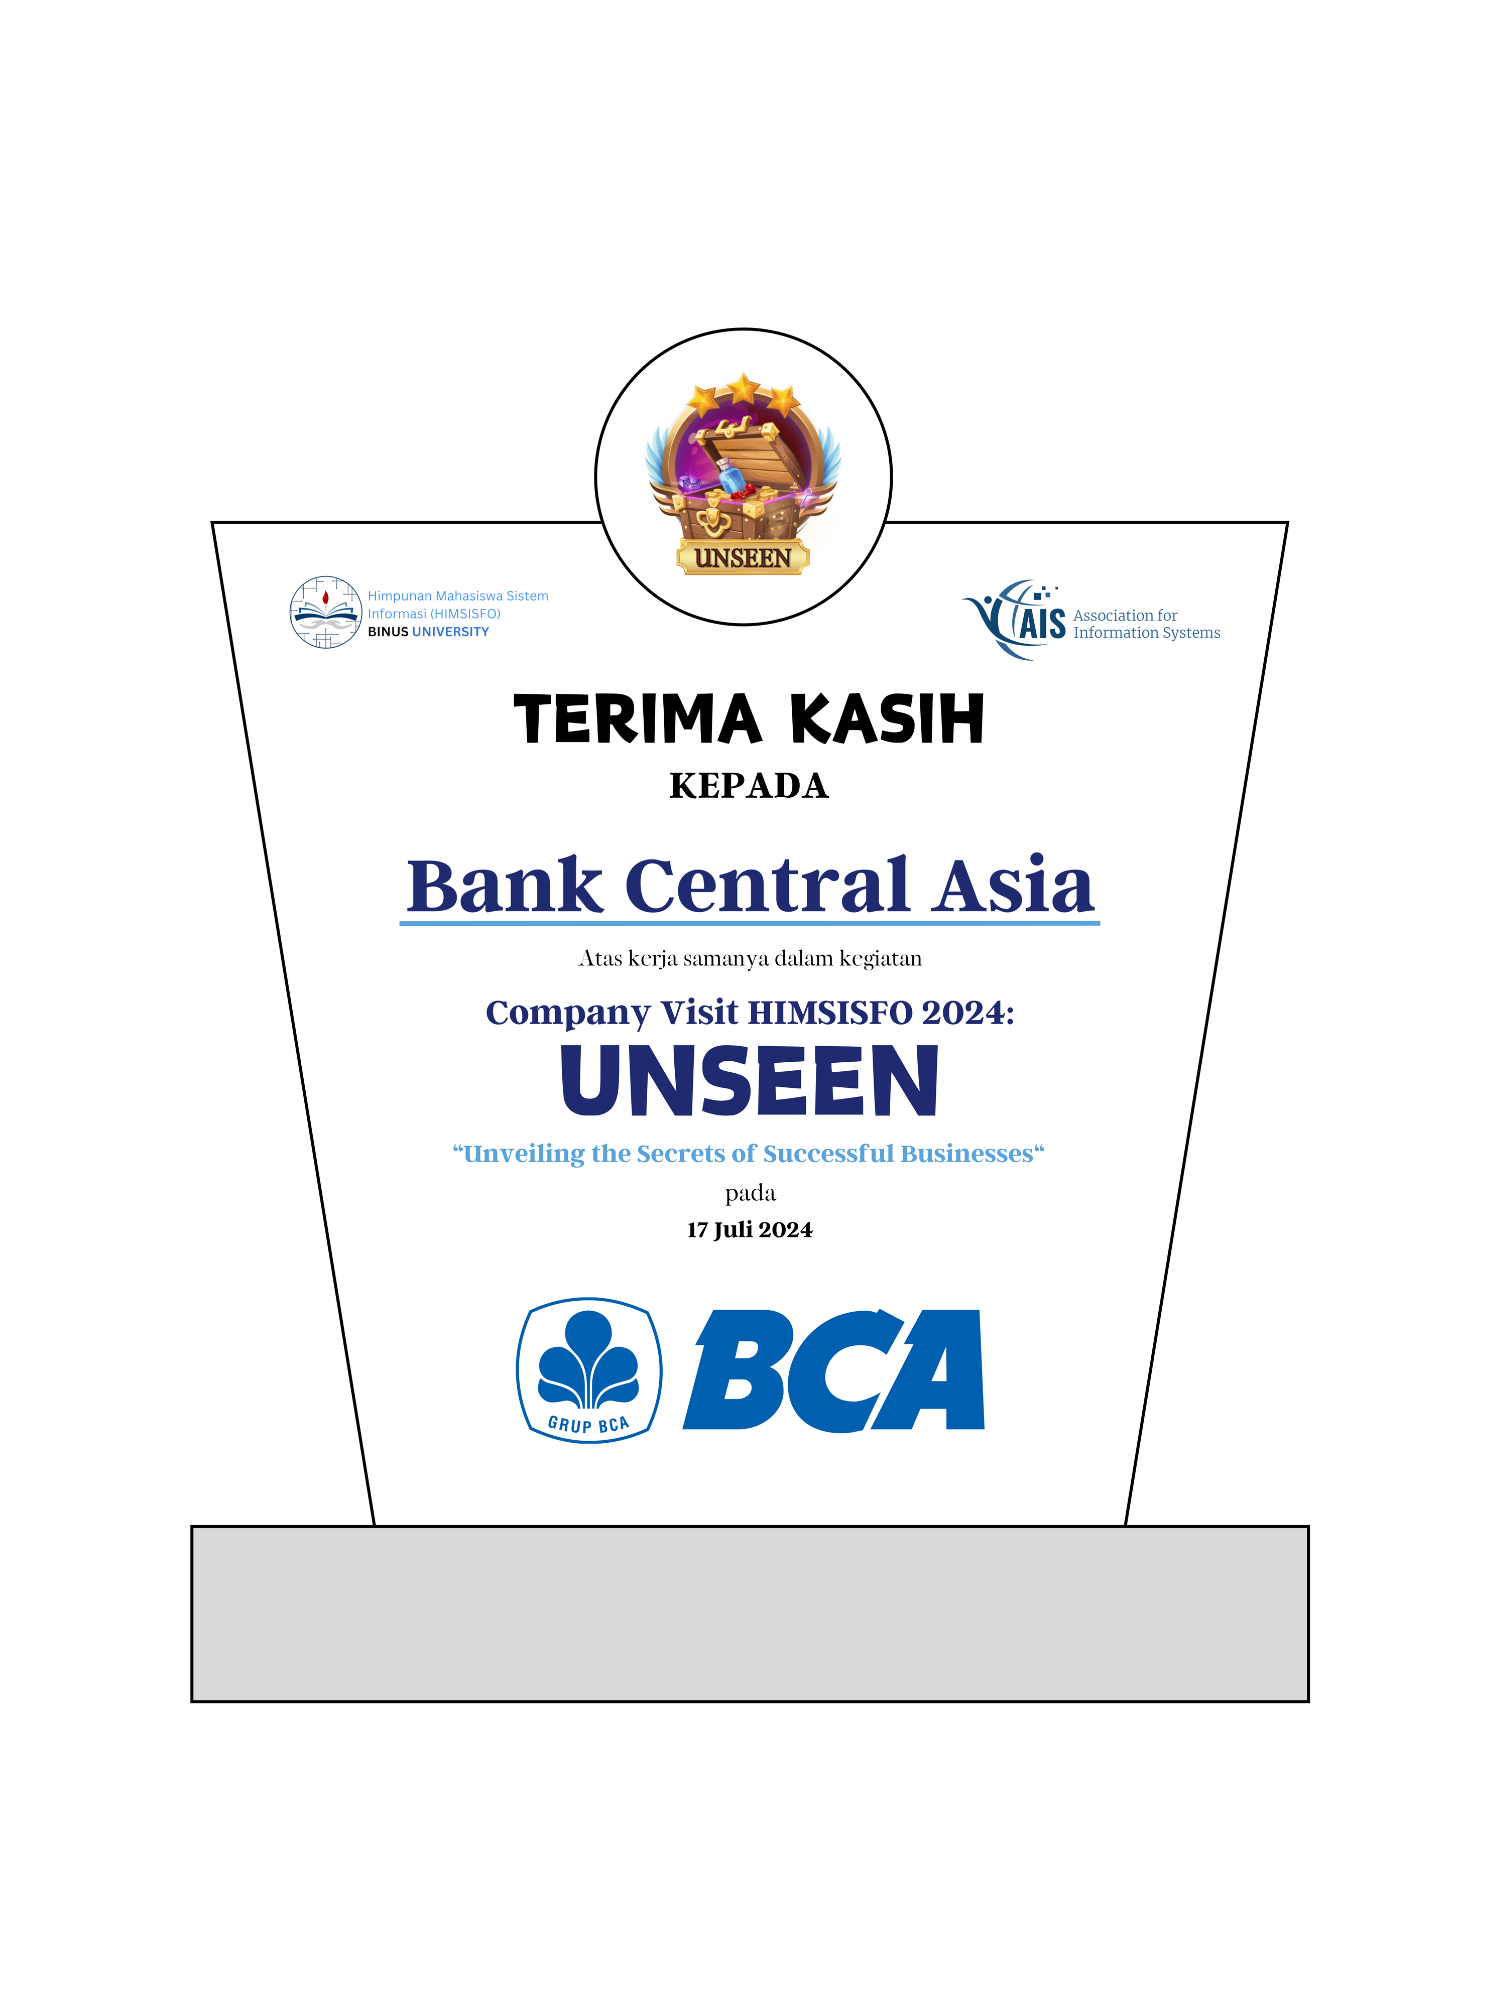 UNSEEN
Himpunan Mahasiswa Sistem
Informasi (HIMSISFO)
BINUS UNIVERSITY
AIS Association for
Information Systems
TERIMA KASIH
KEPADA
Bank Central Asia
Atas kerja samanya dalam kegiatan
Company Visit HIMSISFO 2024:
UNSEEN
“Unveiling the Secrets of Successful Businesses“
pada
17 Juli 2024
GRUP BCA
BCA